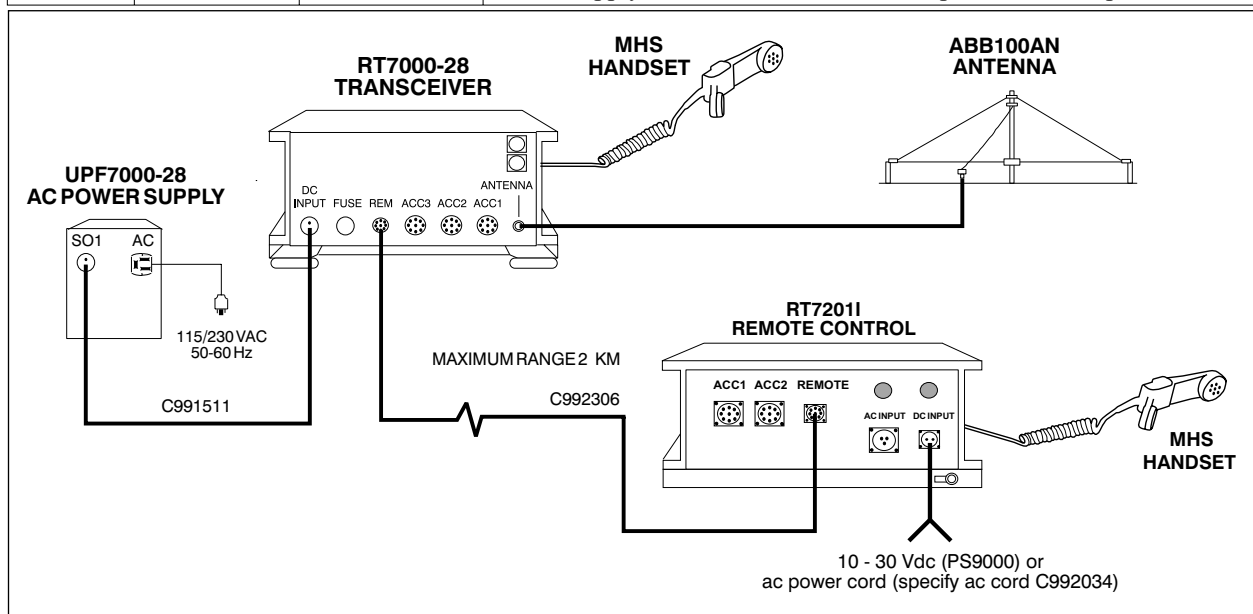 RT7000-28
TRANSCEIVER
MHS
HANDSET
ABB100AN
ANTENNA
UPF7000-28
AC POWER SUPPLY
SO1 AC
115/230 VAC
50-60 Hz
C991511
DC
INPUT FUSE REM ACC3 ACC2 ACC1
ANTENNA
MAXIMUM RANGE 2 KM
C992306
RT7201I
REMOTE CONTROL
ACC1 ACC2 REMOTE
AC INPUT DC INPUT
MHS
HANDSET
10 - 30 Vdc (PS9000) or
ac power cord (specify ac cord C992034)